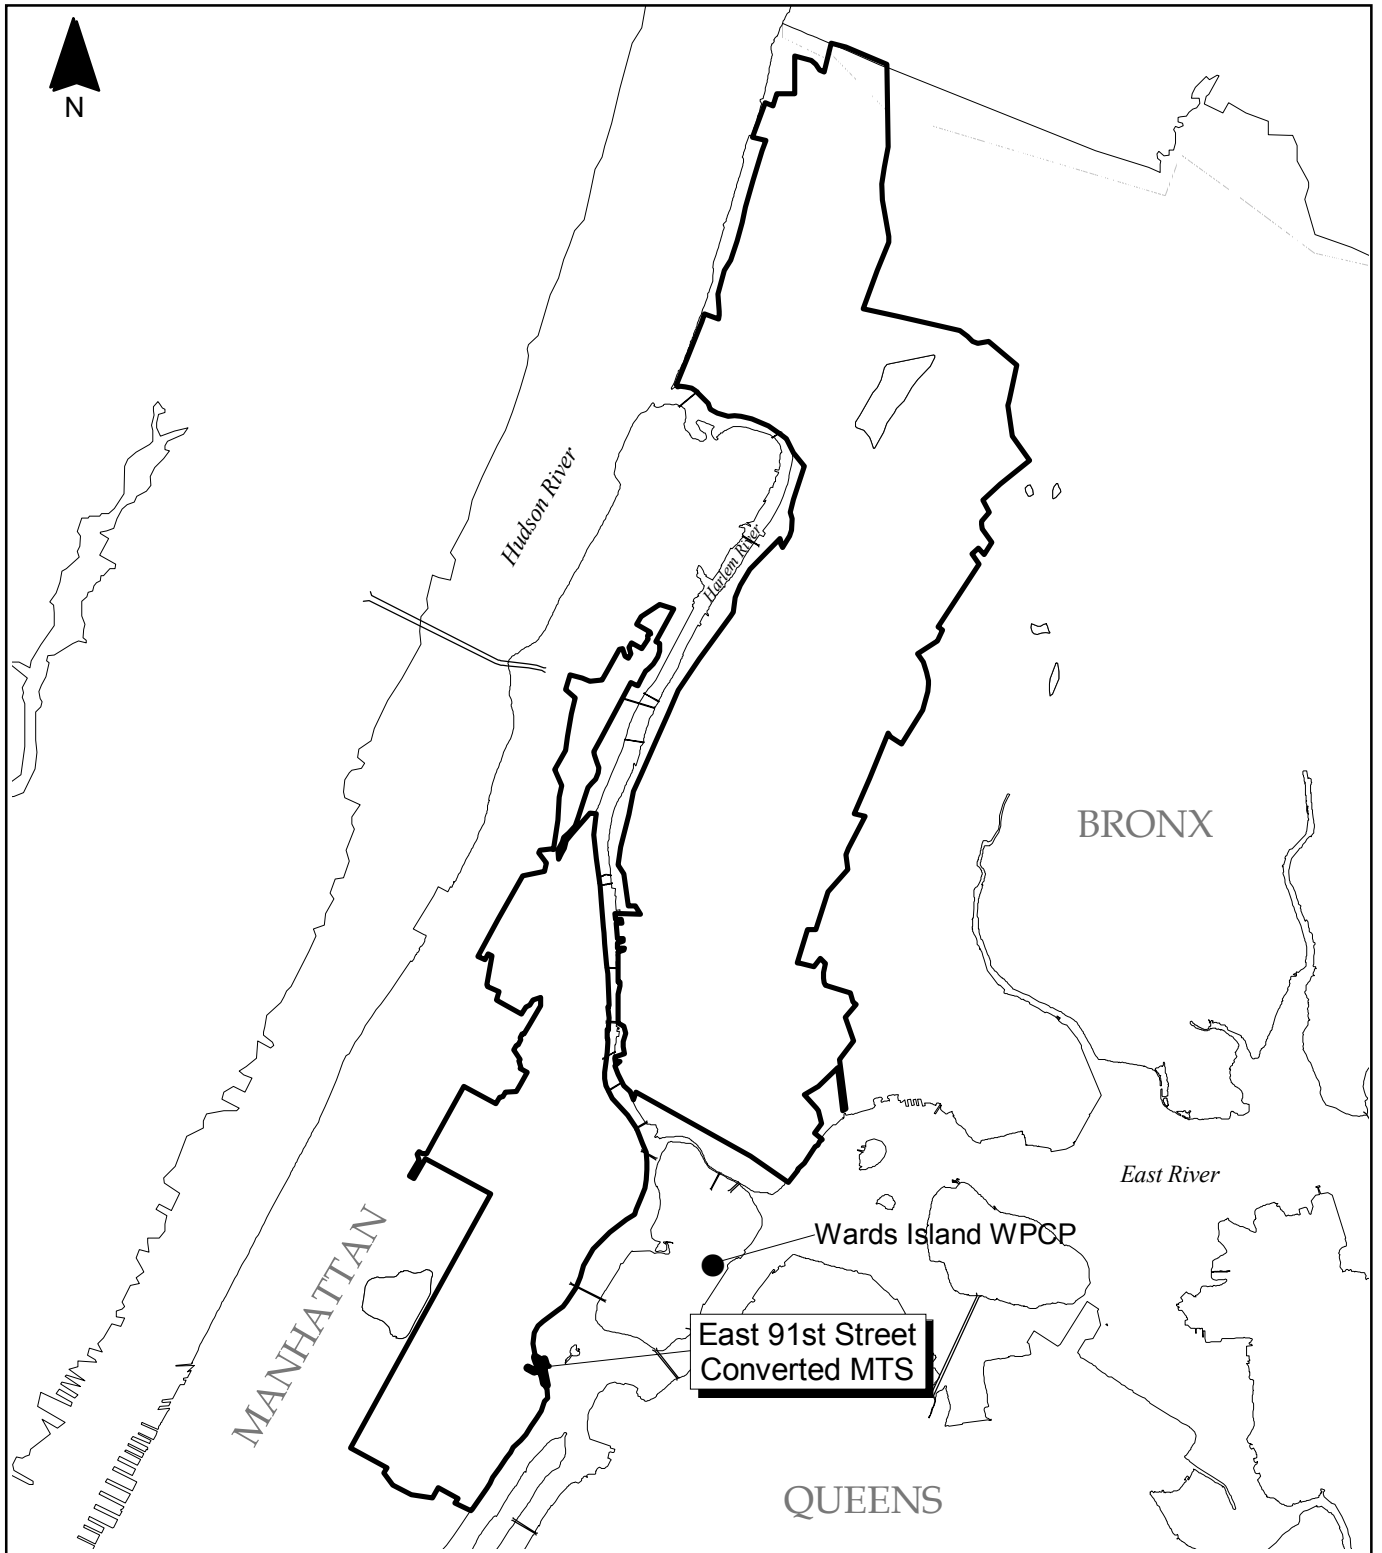 N
Hudson River
Harlem River
BRONX
East River
MANHATTAN
Wards Island WPCP
East 91st Street
Converted MTS
QUEENS